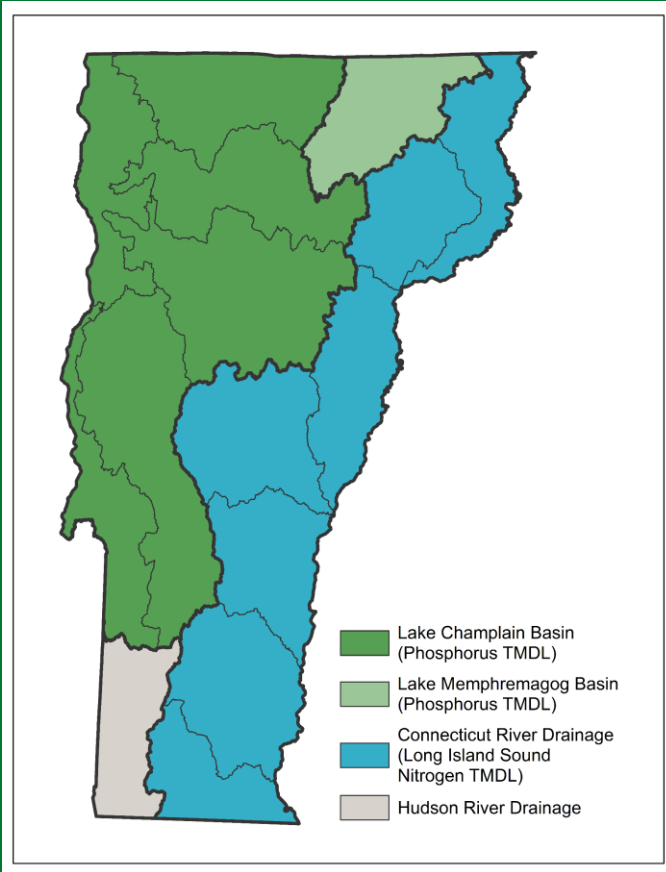 Lake Champlain Basin
(Phosphorus TMDL)
Lake Memphremagog Basin
(Phosphorus TMDL)
Connecticut River Drainage
(Long Island Sound
Nitrogen TMDL)
Hudson River Drainage